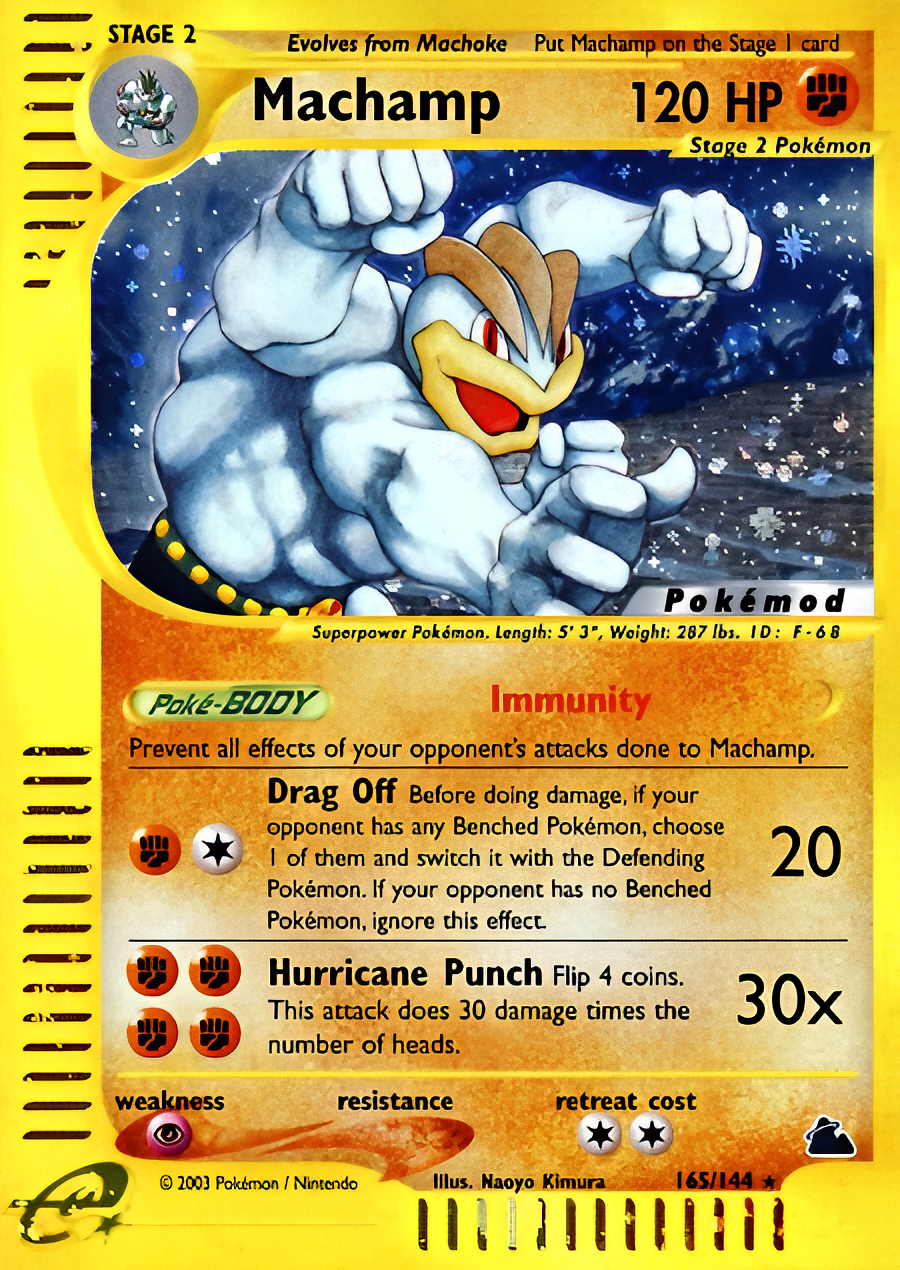 STAGE 2
Evolves from Machoke Put Machamp on the Stage 1 card
Machamp 120 HP
Stage 2 Pokémon
Pokémod
Superpower Pokémon. Length: 5' 3", Weight: 287 lbs. ID: F-68
Poké-BODY Immunity
Prevent all effects of your opponent's attacks done to Machamp.
Drag Off Before doing damage, if your
opponent has any Benched Pokémon, choose
1 of them and switch it with the Defending
Pokémon. If your opponent has no Benched
Pokémon, ignore this effect.
20
Hurricane Punch Flip 4 coins.
This attack does 30 damage times the
number of heads.
30x
weakness resistance retreat cost
© 2003 Pokémon / Nintendo Illus. Naoyo Kimura 165/144 ★
e